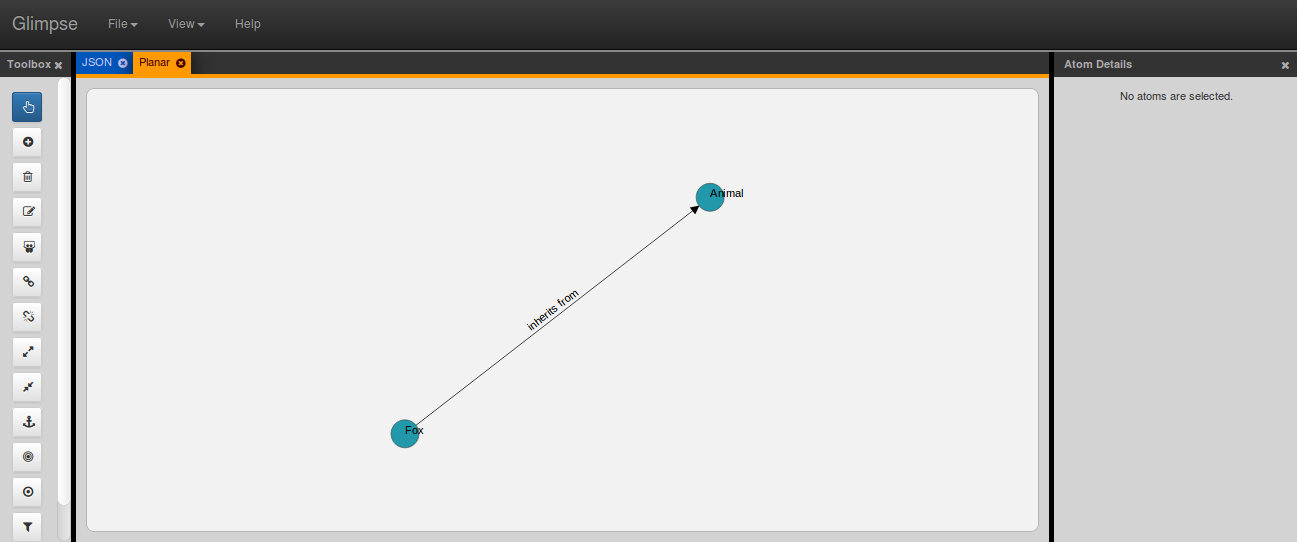 Glimpse File View Help
Toolbox JSON Planar Atom Details
No atoms are selected.
Animal
inherits from
Fox